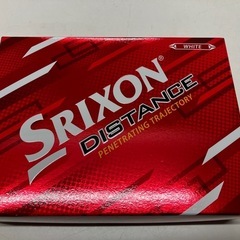 WHITE
SRIXON
DISTANCE
PENETRATING TRAJECTORY